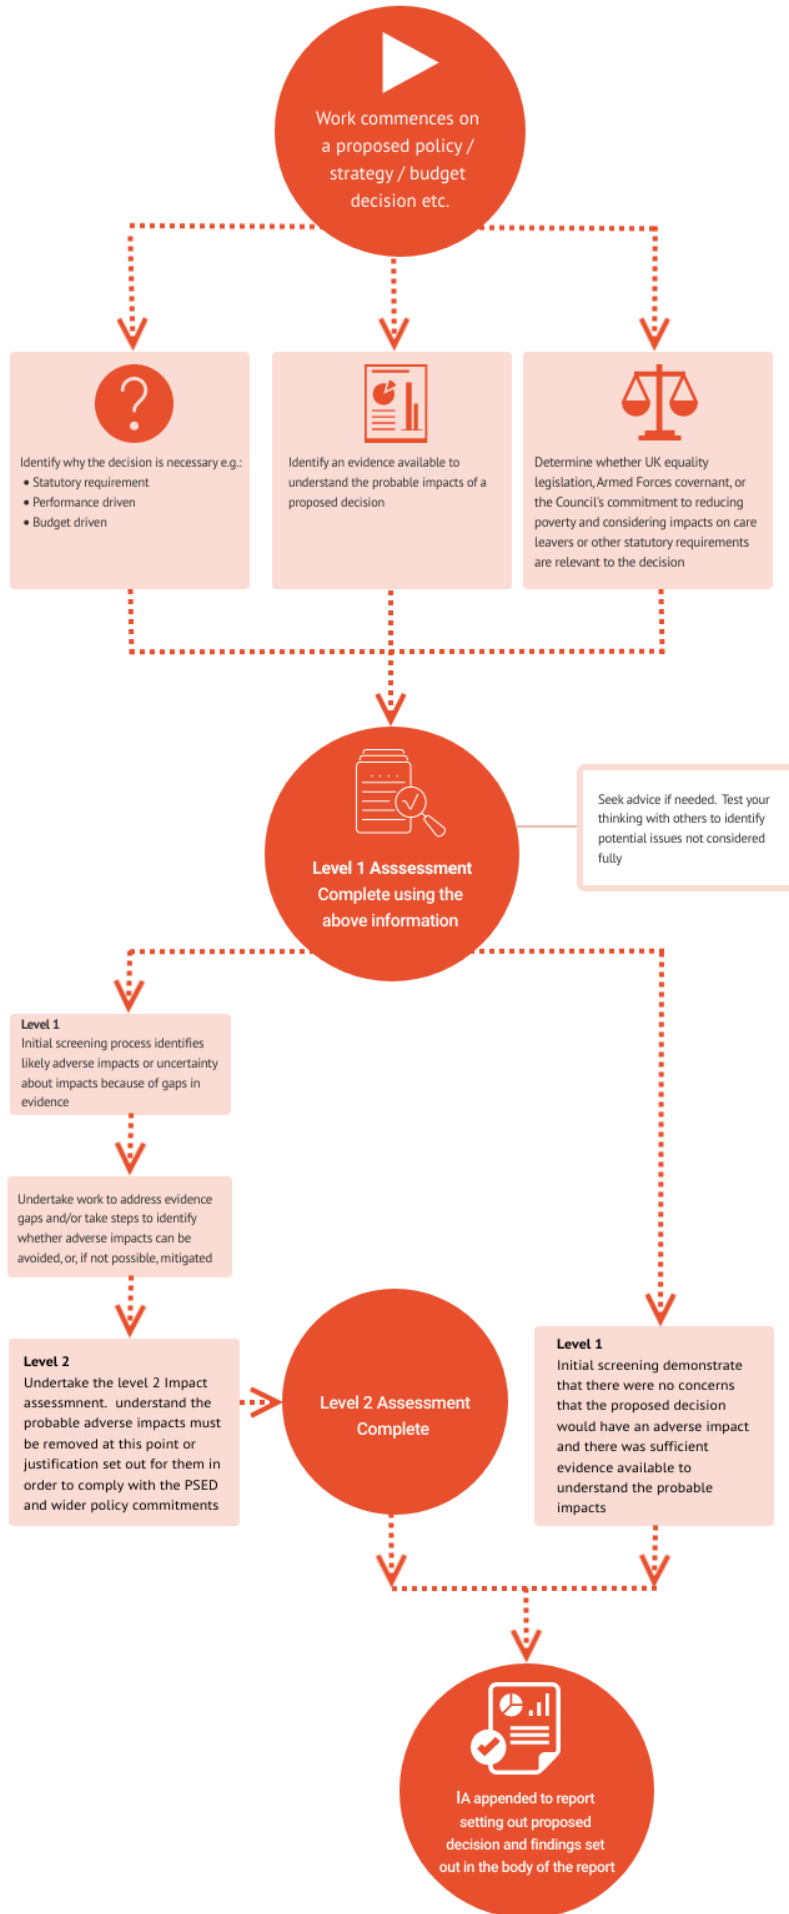 Work commences on
a proposed policy /
strategy / budget
decision etc.
Identify why the decision is necessary e.g.:
• Statutory requirement
• Performance driven
• Budget driven
Identify an evidence available to
understand the probable impacts of a
proposed decision
Determine whether UK equality
legislation, Armed Forces covernant, or
the Council's commitment to reducing
poverty and considering impacts on care
leavers or other statutory requirements
are relevant to the decision
Level 1 Asssessment
Complete using the
above information
Seek advice if needed. Test your
thinking with others to identify
potential issues not considered
fully
Level 1
Initial screening process identifies
likely adverse impacts or uncertainty
about impacts because of gaps in
evidence
Undertake work to address evidence
gaps and/or take steps to identify
whether adverse impacts can be
avoided, or, if not possible, mitigated
Level 2
Undertake the level 2 Impact
assessmnent. understand the
probable adverse impacts must
be removed at this point or
justification set out for them in
order to comply with the PSED
and wider policy commitments
Level 2 Assessment
Complete
Level 1
Initial screening demonstrate
that there were no concerns
that the proposed decision
would have an adverse impact
and there was sufficient
evidence available to
understand the probable
impacts
IA appended to report
setting out proposed
decision and findings set
out in the body of the report